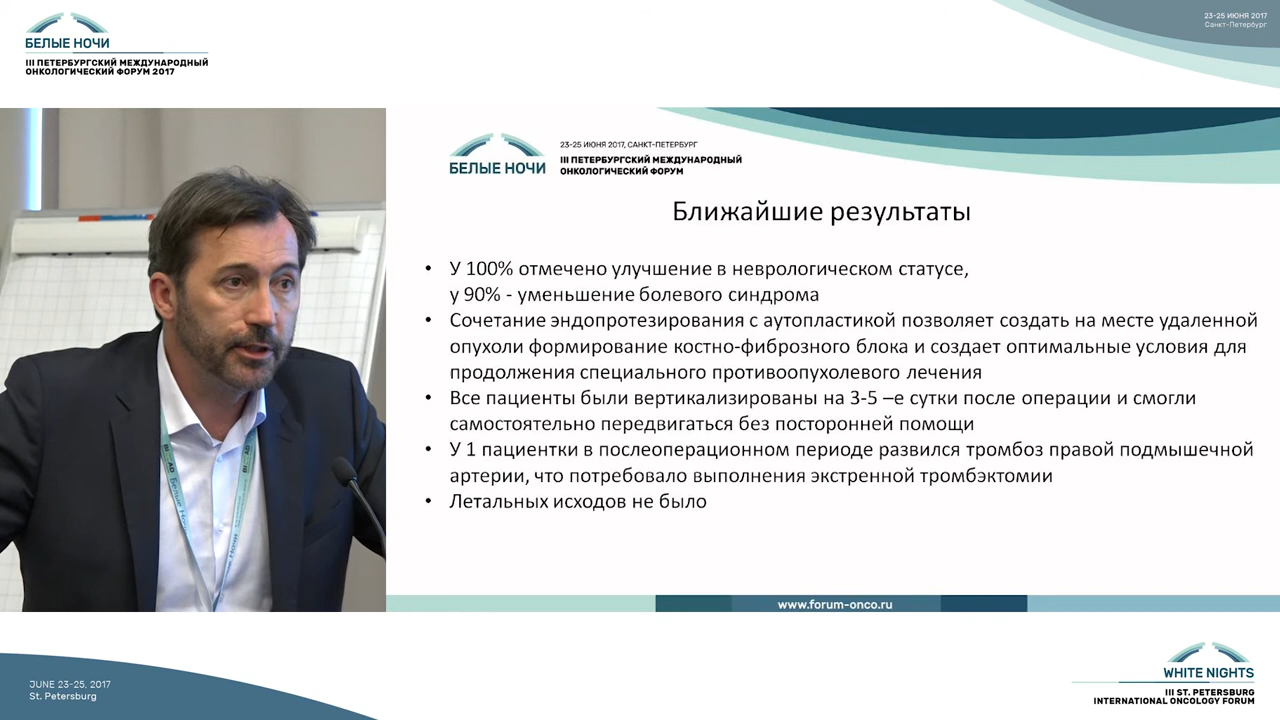 БЕЛЫЕ НОЧИ
III ПЕТЕРБУРГСКИЙ МЕЖДУНАРОДНЫЙ
ОНКОЛОГИЧЕСКИЙ ФОРУМ 2017
23-25 ИЮНЯ 2017
Санкт-Петербург
23-25 ИЮНЯ 2017, САНКТ-ПЕТЕРБУРГ
БЕЛЫЕ НОЧИ
III ПЕТЕРБУРГСКИЙ МЕЖДУНАРОДНЫЙ
ОНКОЛОГИЧЕСКИЙ ФОРУМ
Ближайшие результаты
• У 100% отмечено улучшение в неврологическом статусе,
у 90% - уменьшение болевого синдрома
• Сочетание эндопротезирования с аутопластикой позволяет создать на месте удаленной
опухоли формирование костно-фиброзного блока и создает оптимальные условия для
продолжения специального противоопухолевого лечения
• Все пациенты были вертикализированы на 3-5 –е сутки после операции и смогли
самостоятельно передвигаться без посторонней помощи
• У 1 пациентки в послеоперационном периоде развился тромбоз правой подмышечной
артерии, что потребовало выполнения экстренной тромбэктомии
• Летальных исходов не было
www.forum-onco.ru
JUNE 23-25, 2017
St. Petersburg
WHITE NIGHTS
III ST. PETERSBURG
INTERNATIONAL ONCOLOGY FORUM